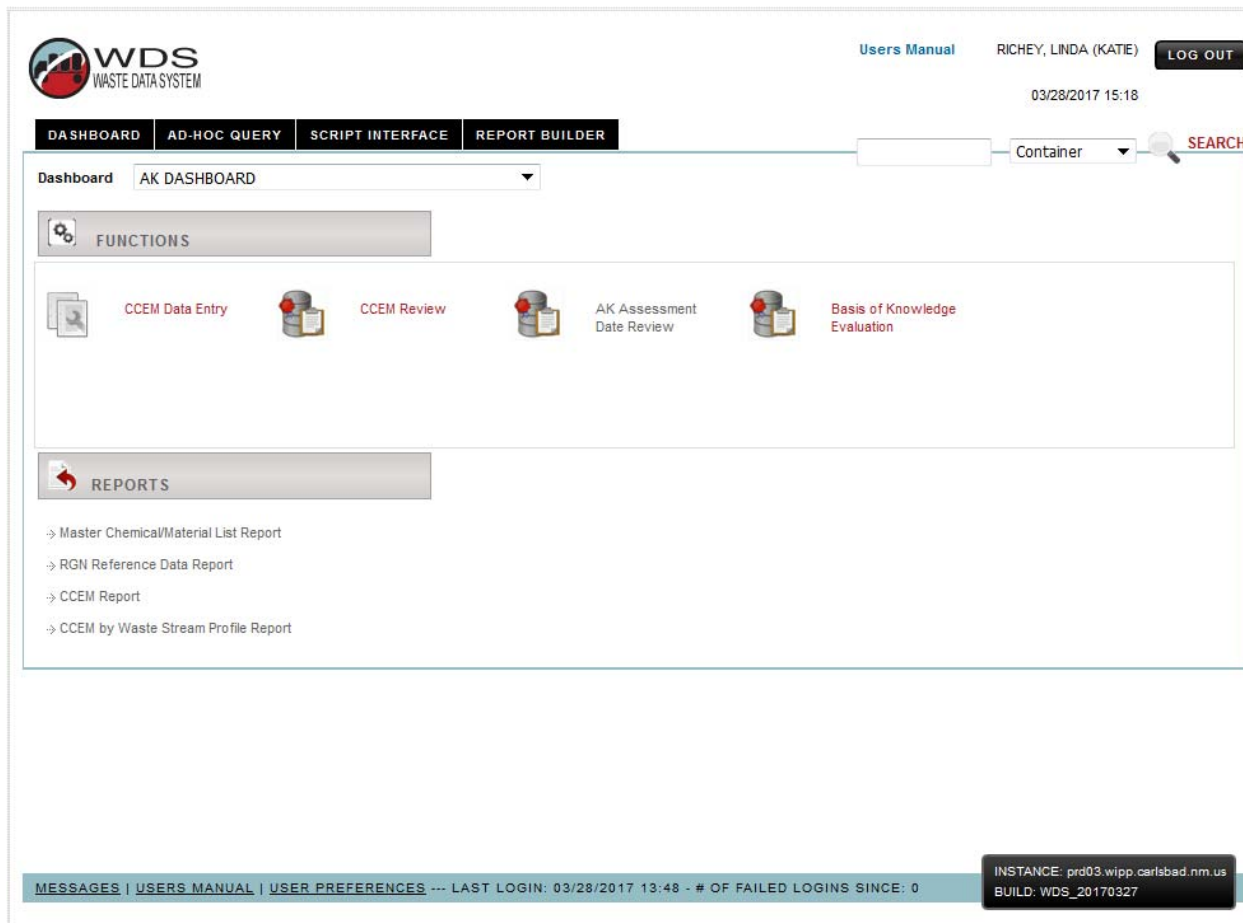 WDS
WASTE DATA SYSTEM
Users Manual
RICHEY, LINDA (KATIE)
LOG OUT
03/28/2017 15:18
DASHBOARD
AD-HOC QUERY
SCRIPT INTERFACE
REPORT BUILDER
Container
SEARCH
Dashboard
AK DASHBOARD
FUNCTIONS
CCEM Data Entry
CCEM Review
AK Assessment
Date Review
Basis of Knowledge
Evaluation
REPORTS
Master Chemical/Material List Report
RGN Reference Data Report
CCEM Report
CCEM by Waste Stream Profile Report
MESSAGES | USERS MANUAL | USER PREFERENCES --- LAST LOGIN: 03/28/2017 13:48 - # OF FAILED LOGINS SINCE: 0
INSTANCE: prd03.wipp.carlsbad.nm.us
BUILD: WDS_20170327